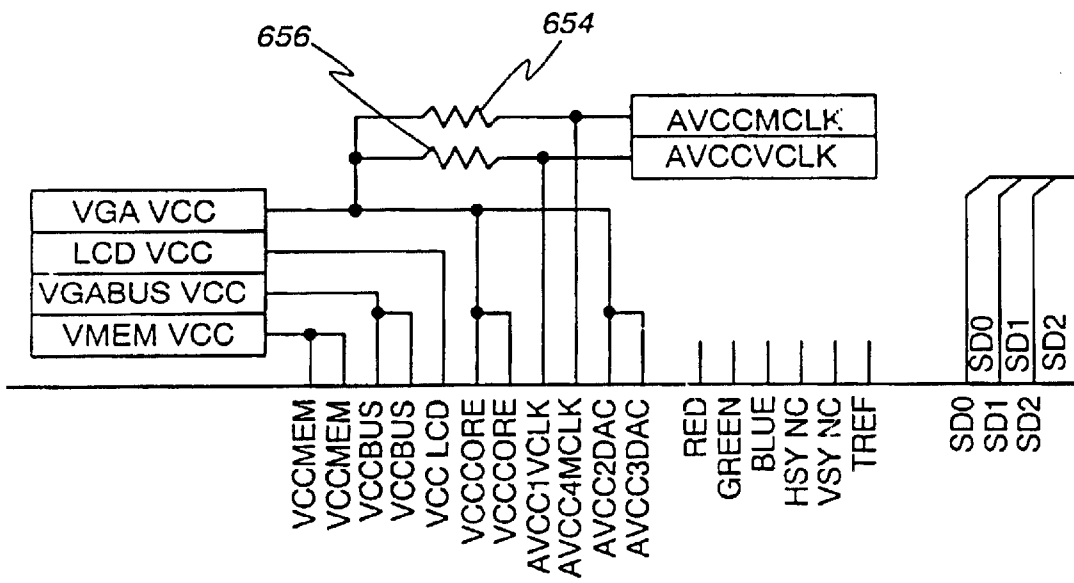 656
654
AVCCMCLK
AVCCVCLK
VGA VCC
LCD VCC
VGABUS VCC
VMEM VCC
SD0
SD1
SD2
VCCMEM
VCCMEM
VCCBUS
VCCBUS
VCC LCD
VCCCORE
VCCCORE
AVCC1VCLK
AVCC4MCLK
AVCC2DAC
AVCC3DAC
RED
GREEN
BLUE
HSY NC
VSY NC
TREF
SD0
SD1
SD2